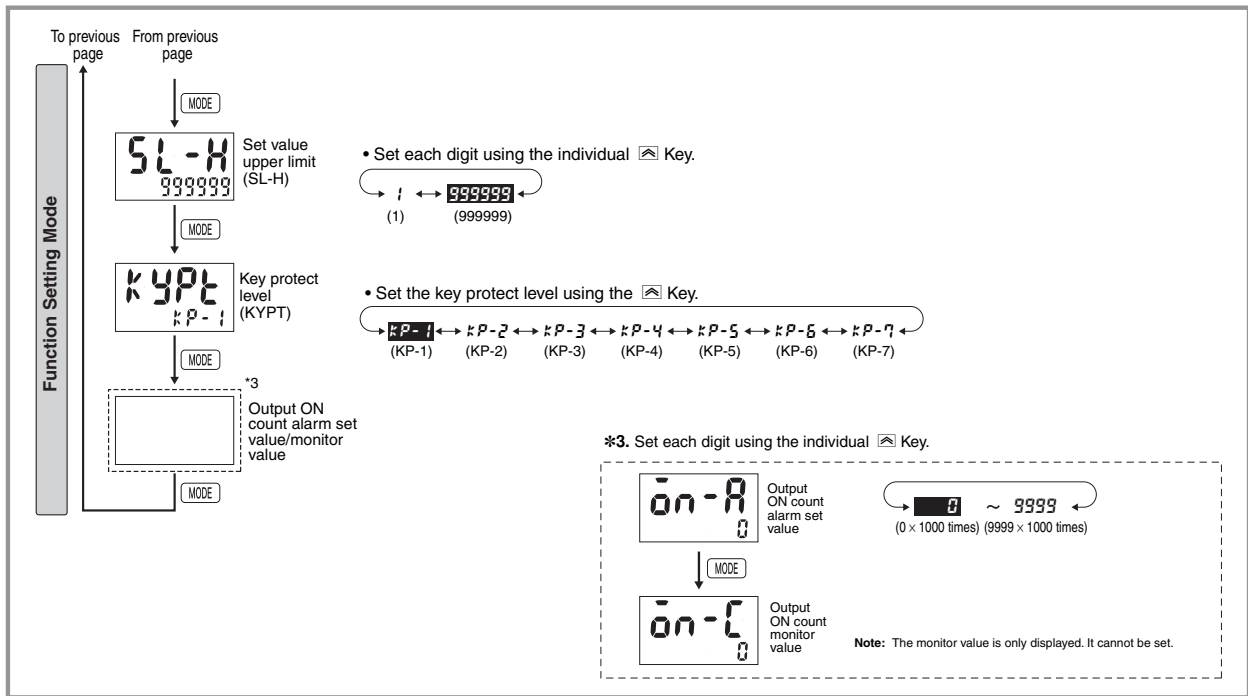 To previous page
From previous page
Function Setting Mode
MODE
SL-H
999999
Set value
upper limit
(SL-H)
• Set each digit using the individual Key.
1 ↔ 999999
(1) (999999)
MODE
KYPt
KP-1
Key protect
level
(KYPT)
• Set the key protect level using the Key.
KP-1 ↔ KP-2 ↔ KP-3 ↔ KP-4 ↔ KP-5 ↔ KP-6 ↔ KP-7
(KP-1) (KP-2) (KP-3) (KP-4) (KP-5) (KP-6) (KP-7)
MODE
*3
Output ON
count alarm set
value/monitor
value
MODE
*3. Set each digit using the individual Key.
on-A
0
Output
ON count
alarm set
value
0 ~ 9999
(0 × 1000 times) (9999 × 1000 times)
MODE
on-C
0
Output
ON count
monitor
value
Note: The monitor value is only displayed. It cannot be set.